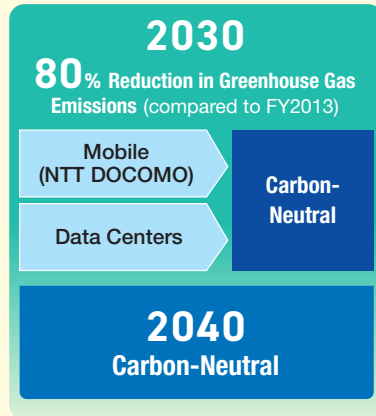 2030
80% Reduction in Greenhouse Gas
Emissions (compared to FY2013)
Mobile
(NTT DOCOMO)
Data Centers
Carbon-
Neutral
2040
Carbon-Neutral